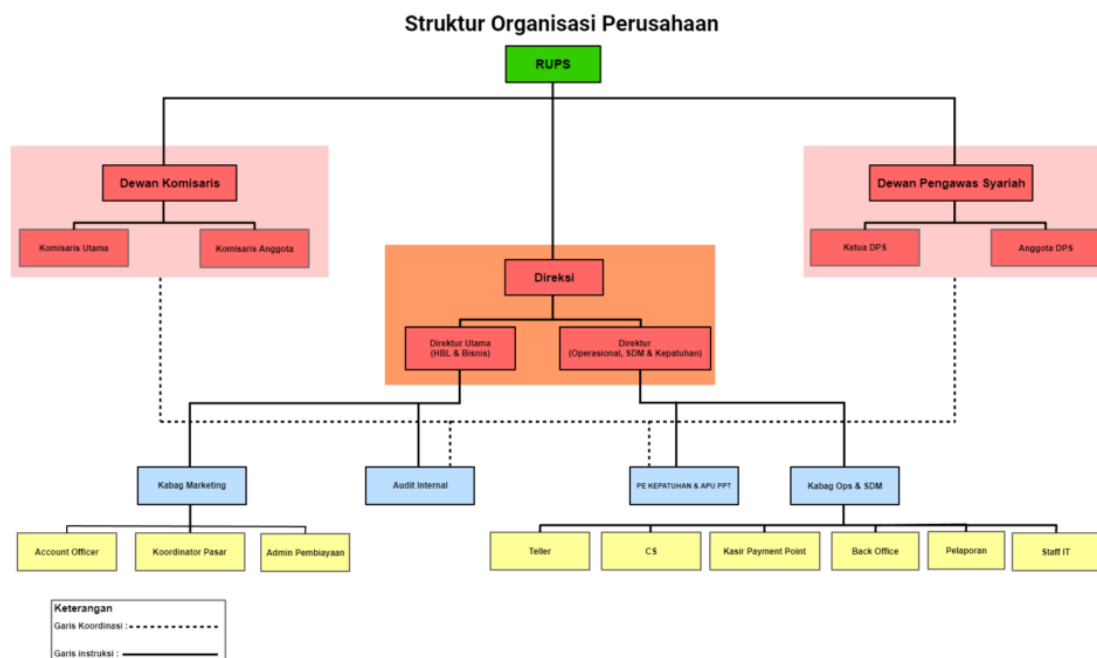 Struktur Organisasi Perusahaan
RUPS
Dewan Komisaris
Dewan Pengawas Syariah
Komisaris Utama
Komisaris Anggota
Ketua DPS
Anggota DPS
Direksi
Direktur Utama
(HBL & Bisnis)
Direktur
(Operasional, SDM & Kepatuhan)
Kabag Marketing
Audit Internal
PE KEPATUHAN & APU PPT
Kabag Ops & SDM
Account Officer
Koordinator Pasar
Admin Pembiayaan
Teller
CS
Kasir Payment Point
Back Office
Pelaporan
Staff IT
Keterangan
Garis Koordinasi :
Garis instruksi :